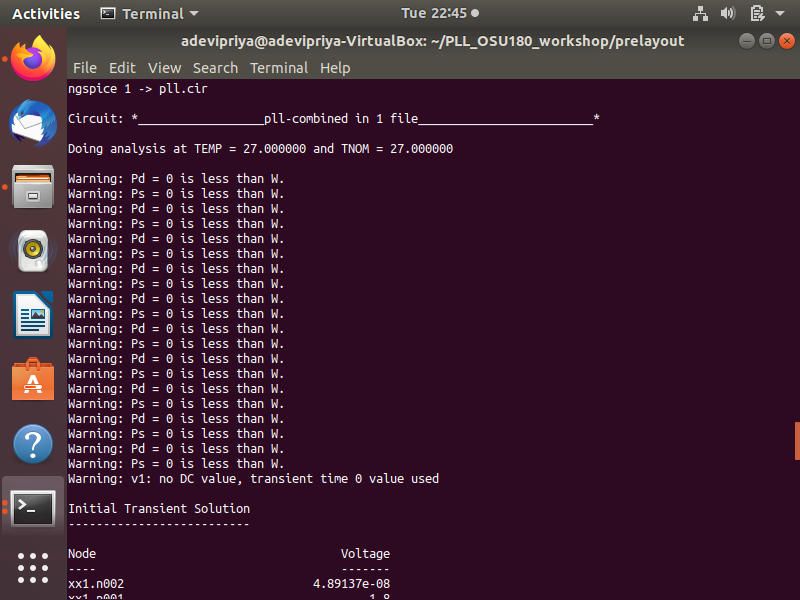 Activities
Terminal
Tue 22:45
adevipriya@adevipriya-VirtualBox: ~/PLL_OSU180_workshop/prelayout
File Edit View Search Terminal Help
ngspice 1 -> pll.cir
Circuit: *__________________pll-combined in 1 file_________________________*
Doing analysis at TEMP = 27.000000 and TNOM = 27.000000
Warning: Pd = 0 is less than W.
Warning: Ps = 0 is less than W.
Warning: Pd = 0 is less than W.
Warning: Ps = 0 is less than W.
Warning: Pd = 0 is less than W.
Warning: Ps = 0 is less than W.
Warning: Pd = 0 is less than W.
Warning: Ps = 0 is less than W.
Warning: Pd = 0 is less than W.
Warning: Ps = 0 is less than W.
Warning: Pd = 0 is less than W.
Warning: Ps = 0 is less than W.
Warning: Pd = 0 is less than W.
Warning: Ps = 0 is less than W.
Warning: Pd = 0 is less than W.
Warning: Ps = 0 is less than W.
Warning: Pd = 0 is less than W.
Warning: Ps = 0 is less than W.
Warning: Pd = 0 is less than W.
Warning: Ps = 0 is less than W.
Warning: v1: no DC value, transient time 0 value used
Initial Transient Solution
--------------------------
Node Voltage
---- -------
xx1.n002 4.89137e-08
xx1.n001 1.8